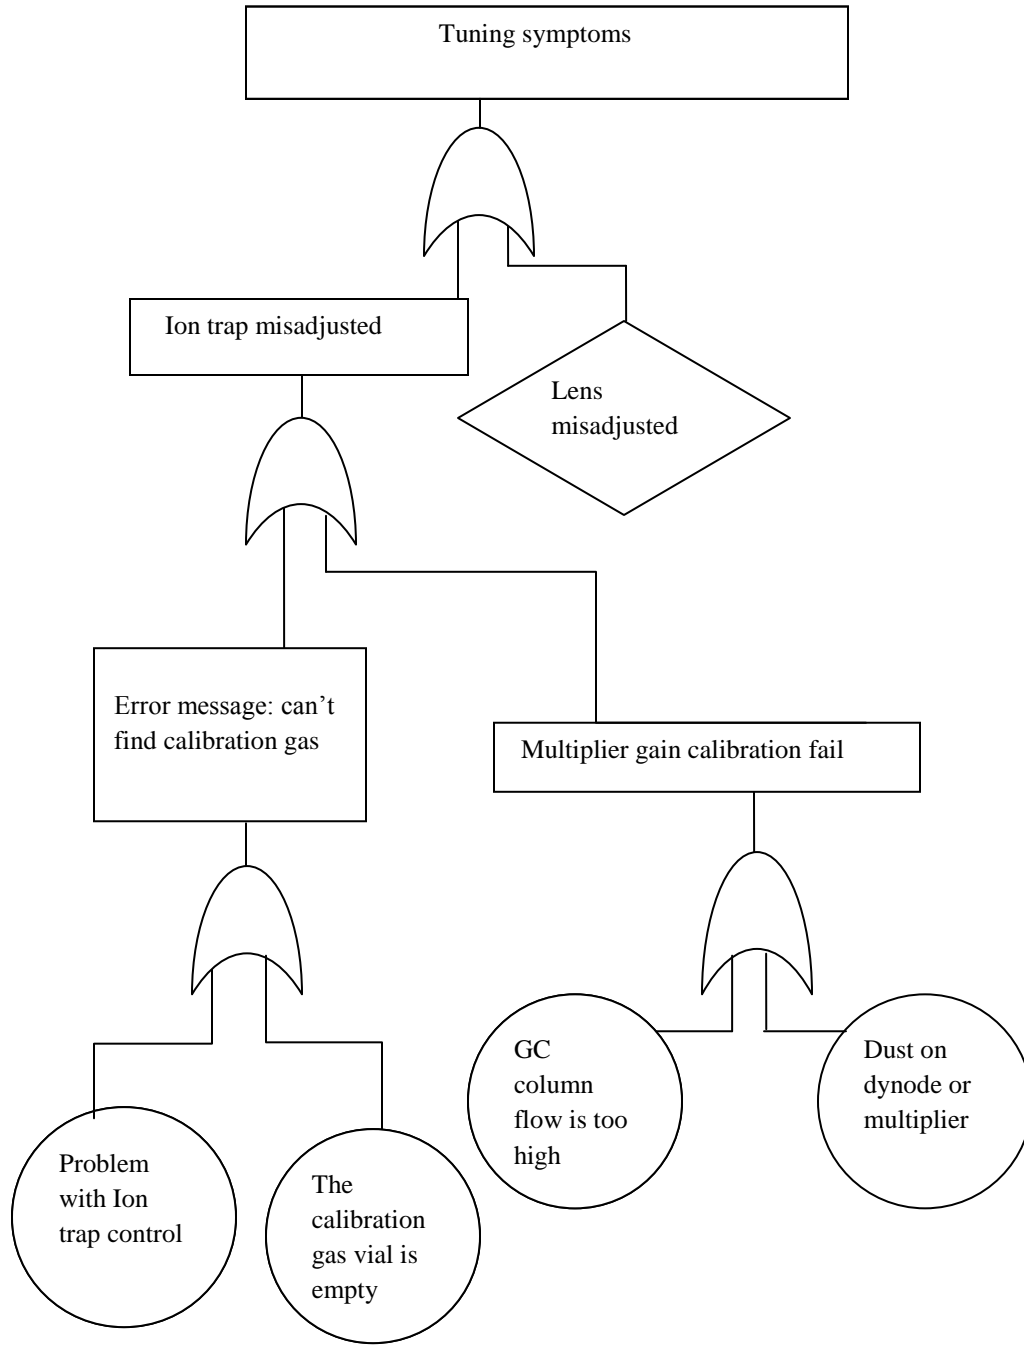 Tuning symptoms
Ion trap misadjusted
Lens
misadjusted
Error message: can’t
find calibration gas
Multiplier gain calibration fail
Problem
with Ion
trap control
The
calibration
gas vial is
empty
GC
column
flow is too
high
Dust on
dynode or
multiplier